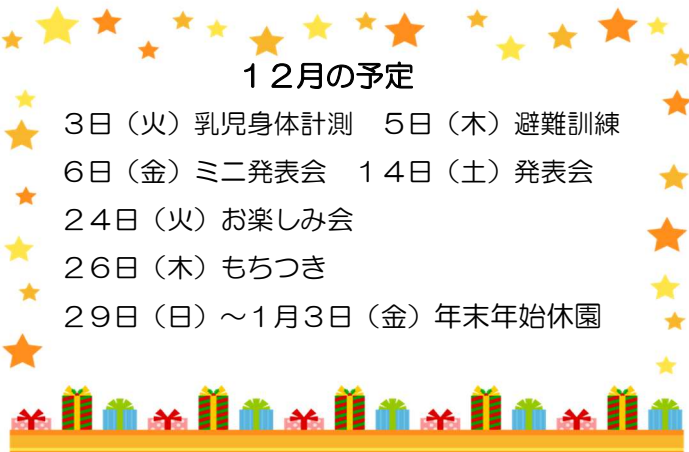 １２月の予定
３日（火）乳児身体計測　５日（木）避難訓練
６日（金）ミニ発表会　１４日（土）発表会
２４日（火）お楽しみ会
２６日（木）もちつき
２９日（日）～１月３日（金）年末年始休園